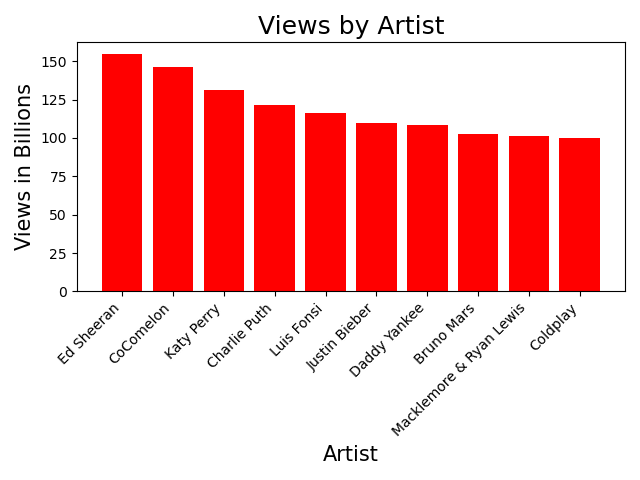 Views by Artist
Views in Billions
150
125
100
75
50
25
0
Ed Sheeran
CoComelon
Katy Perry
Charlie Puth
Luis Fonsi
Justin Bieber
Daddy Yankee
Bruno Mars
Macklemore & Ryan Lewis
Coldplay
Artist